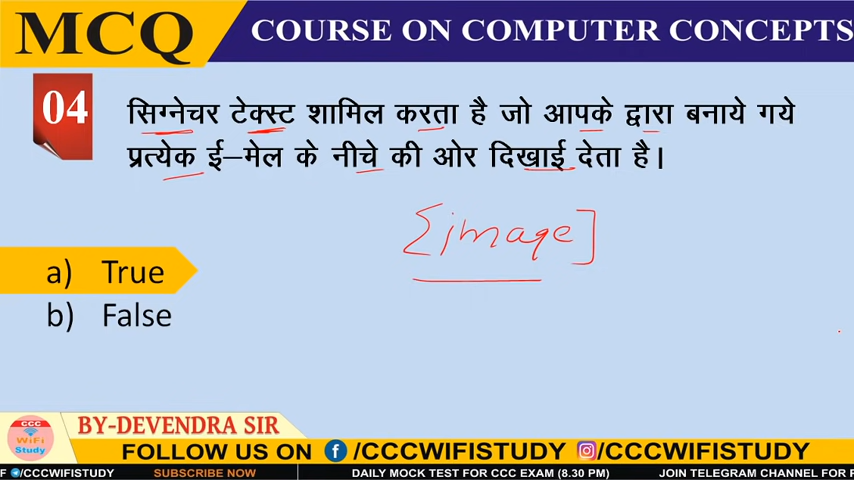 MCQ
COURSE ON COMPUTER CONCEPTS
04
सिग्नेचर टेक्स्ट शामिल करता है जो आपके द्वारा बनाये गये
प्रत्येक ई–मेल के नीचे की ओर दिखाई देता है।
[image]
a) True
b) False
CCC
WiFi
Study
BY-DEVENDRA SIR
FOLLOW US ON f /CCCWIFISTUDY /CCCWIFISTUDY
F /CCCWIFISTUDY SUBSCRIBE NOW DAILY MOCK TEST FOR CCC EXAM (8.30 PM) JOIN TELEGRAM CHANNEL FOR